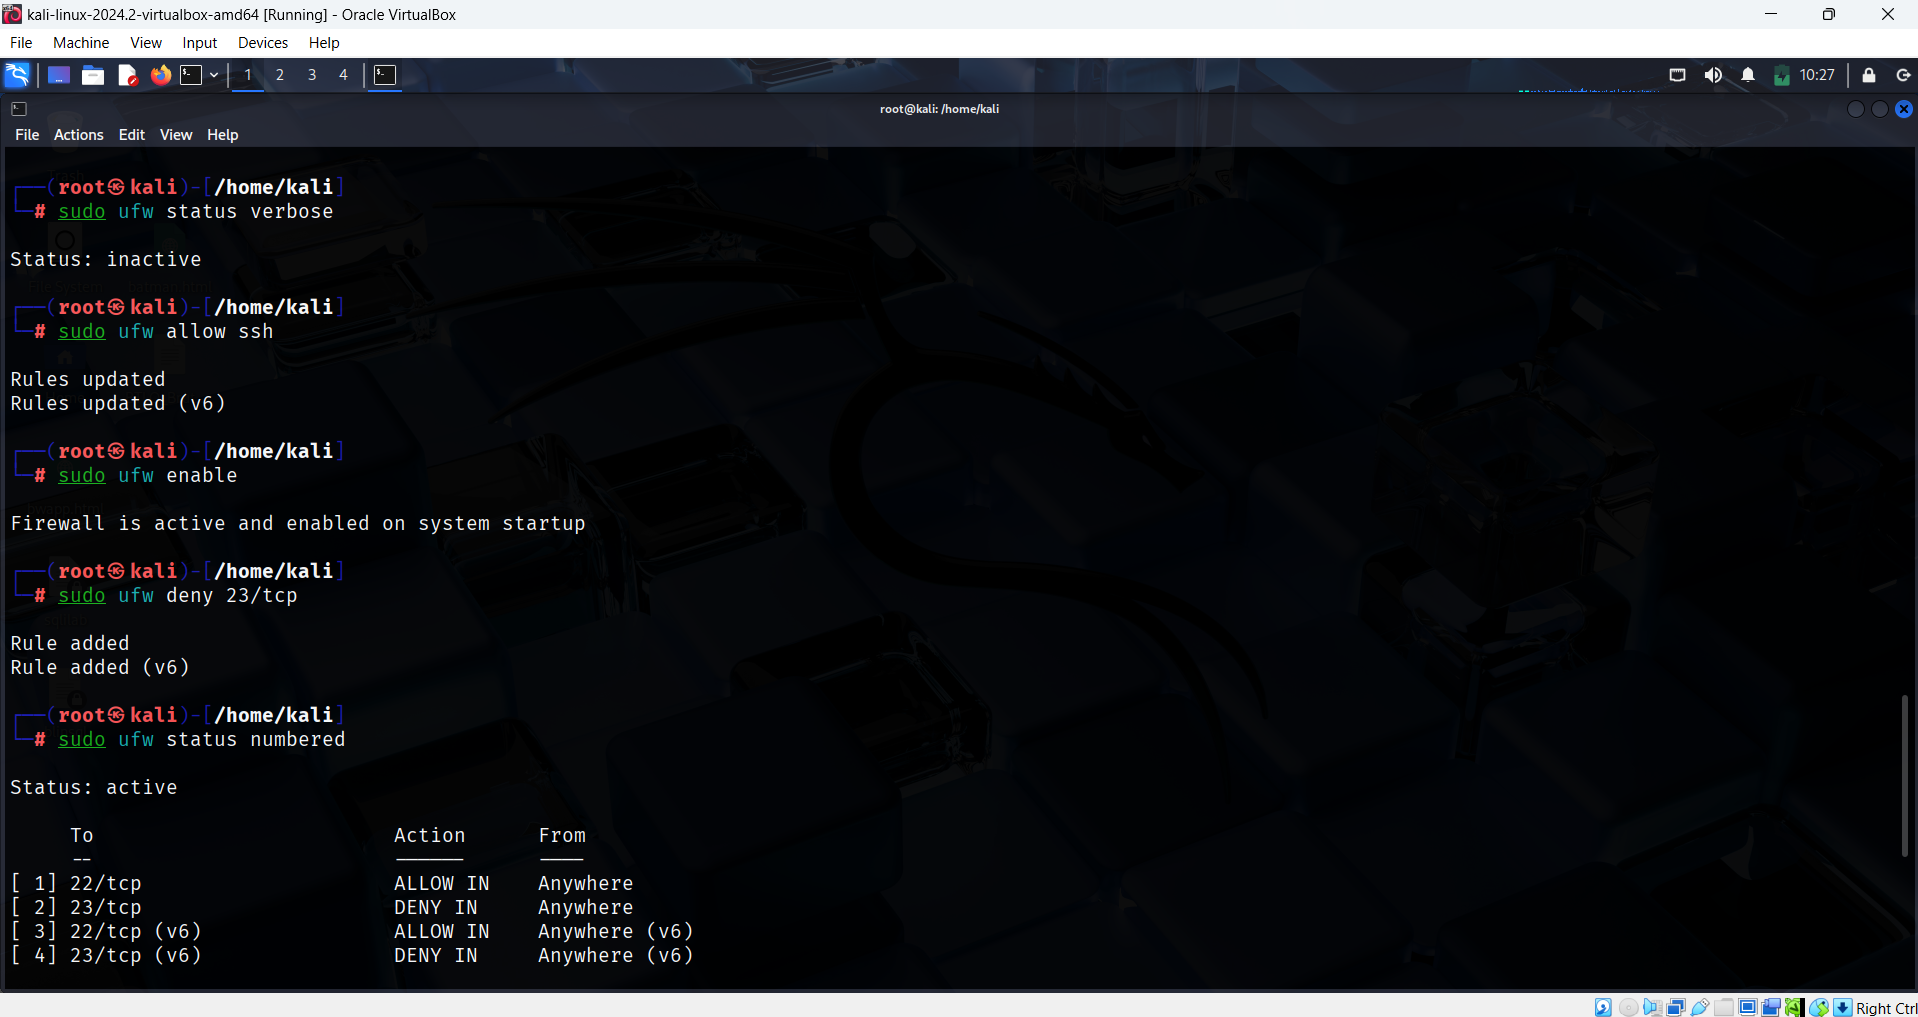 kali-linux-2024.2-virtualbox-amd64 [Running] - Oracle VirtualBox
File Machine View Input Devices Help
1 2 3 4 10:27
root@kali: /home/kali
File Actions Edit View Help
┌──(root㉿kali)-[/home/kali]
└─# sudo ufw status verbose
Status: inactive
┌──(root㉿kali)-[/home/kali]
└─# sudo ufw allow ssh
Rules updated
Rules updated (v6)
┌──(root㉿kali)-[/home/kali]
└─# sudo ufw enable
Firewall is active and enabled on system startup
┌──(root㉿kali)-[/home/kali]
└─# sudo ufw deny 23/tcp
Rule added
Rule added (v6)
┌──(root㉿kali)-[/home/kali]
└─# sudo ufw status numbered
Status: active
To Action From
-- ------ ----
[ 1] 22/tcp ALLOW IN Anywhere
[ 2] 23/tcp DENY IN Anywhere
[ 3] 22/tcp (v6) ALLOW IN Anywhere (v6)
[ 4] 23/tcp (v6) DENY IN Anywhere (v6)
Right Ctrl